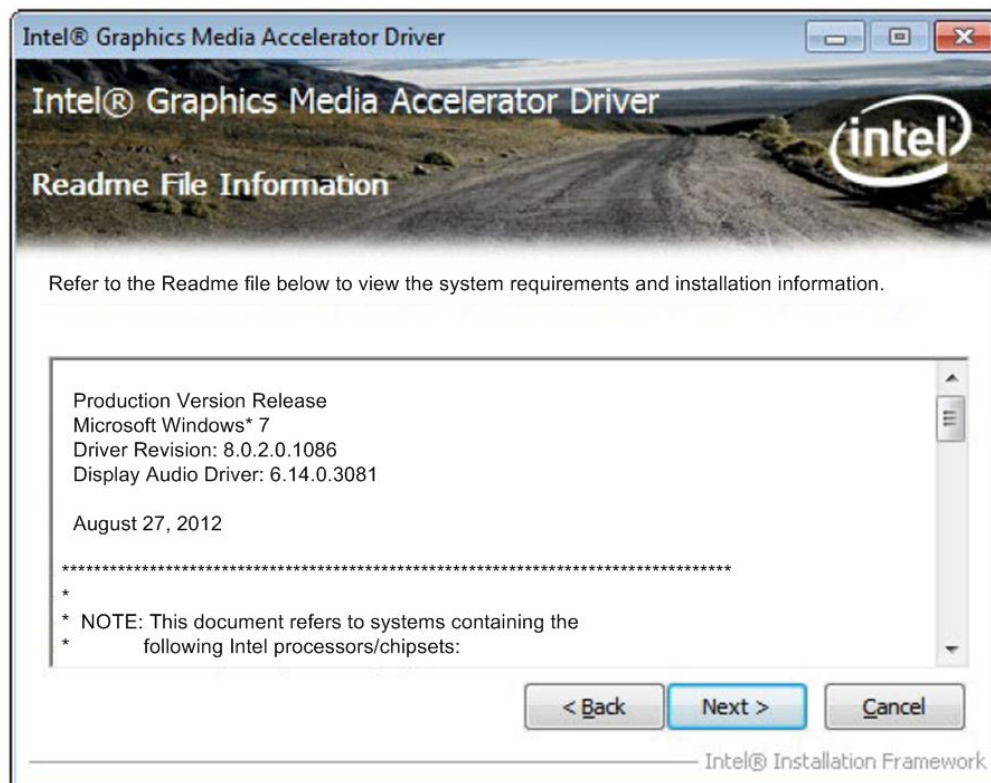 Intel® Graphics Media Accelerator Driver
Intel® Graphics Media Accelerator Driver
intel
Readme File Information
Refer to the Readme file below to view the system requirements and installation information.
Production Version Release
Microsoft Windows* 7
Driver Revision: 8.0.2.0.1086
Display Audio Driver: 6.14.0.3081
August 27, 2012
************************************************************************************
*
* NOTE: This document refers to systems containing the
* following Intel processors/chipsets:
< Back Next > Cancel
Intel® Installation Framework